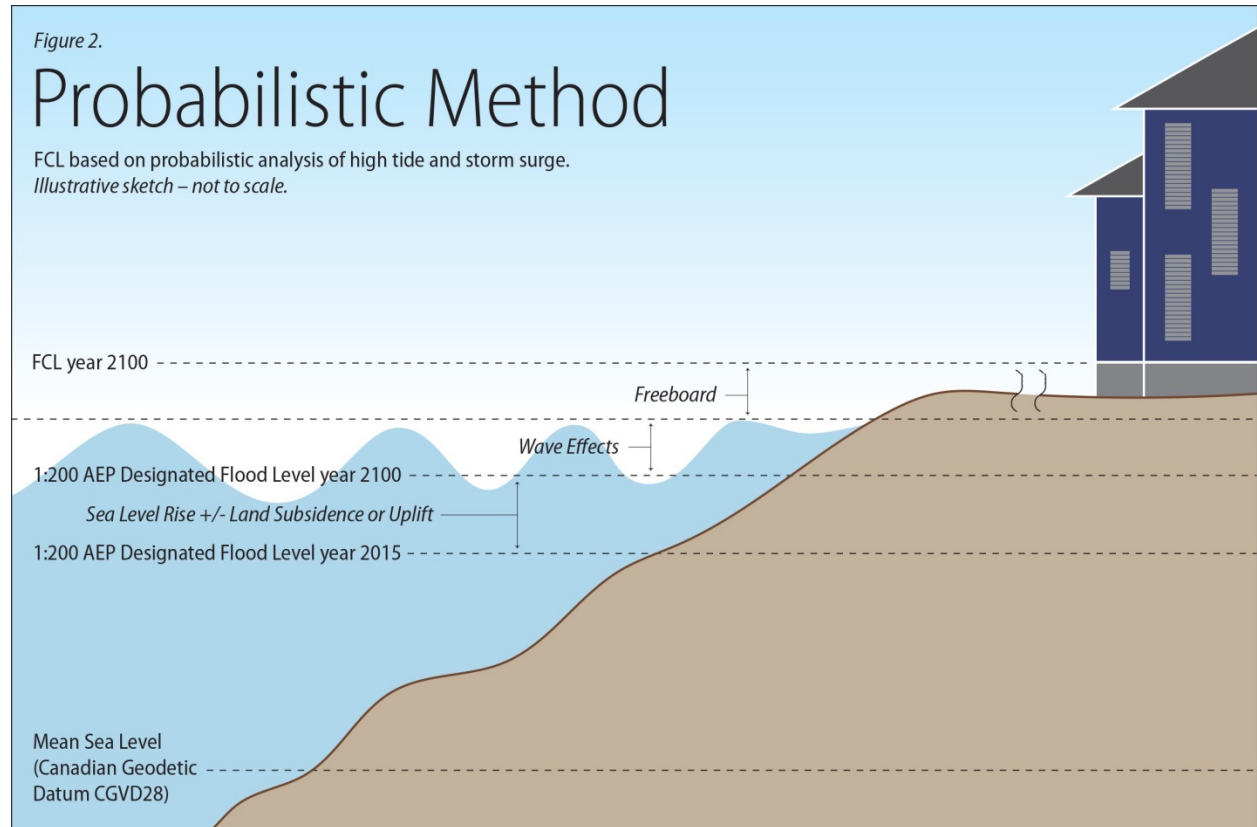 Figure 2.
Probabilistic Method
FCL based on probabilistic analysis of high tide and storm surge.
Illustrative sketch – not to scale.
FCL year 2100
Freeboard
Wave Effects
1:200 AEP Designated Flood Level year 2100
Sea Level Rise +/- Land Subsidence or Uplift
1:200 AEP Designated Flood Level year 2015
Mean Sea Level
(Canadian Geodetic
Datum CGVD28)